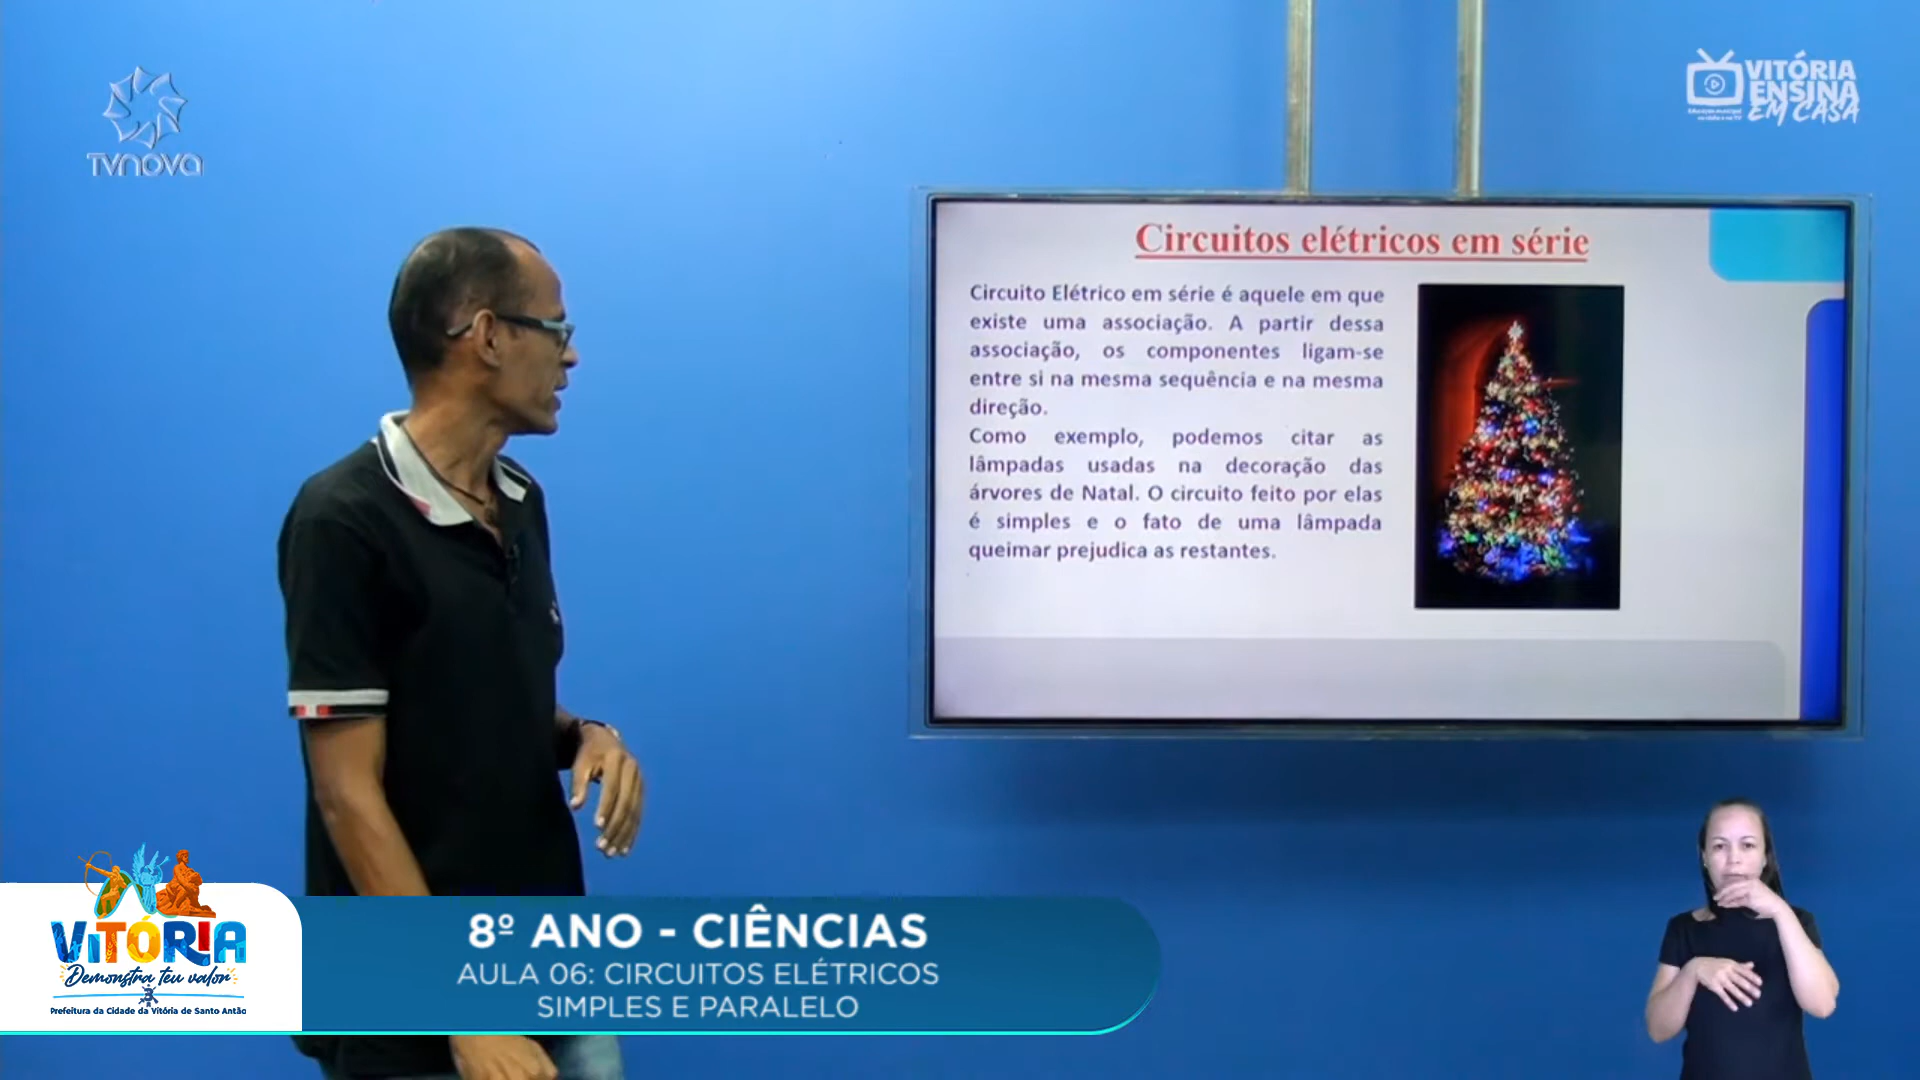 TVNOVA
VITÓRIA
ENSINA
EM CASA
Circuitos elétricos em série
Circuito Elétrico em série é aquele em que
existe uma associação. A partir dessa
associação, os componentes ligam-se
entre si na mesma sequência e na mesma
direção.
Como exemplo, podemos citar as
lâmpadas usadas na decoração das
árvores de Natal. O circuito feito por elas
é simples e o fato de uma lâmpada
queimar prejudica as restantes.
VITÓRIA
Demonstra teu valor
Prefeitura da Cidade da Vitória de Santo Antão
8º ANO - CIÊNCIAS
AULA 06: CIRCUITOS ELÉTRICOS
SIMPLES E PARALELO